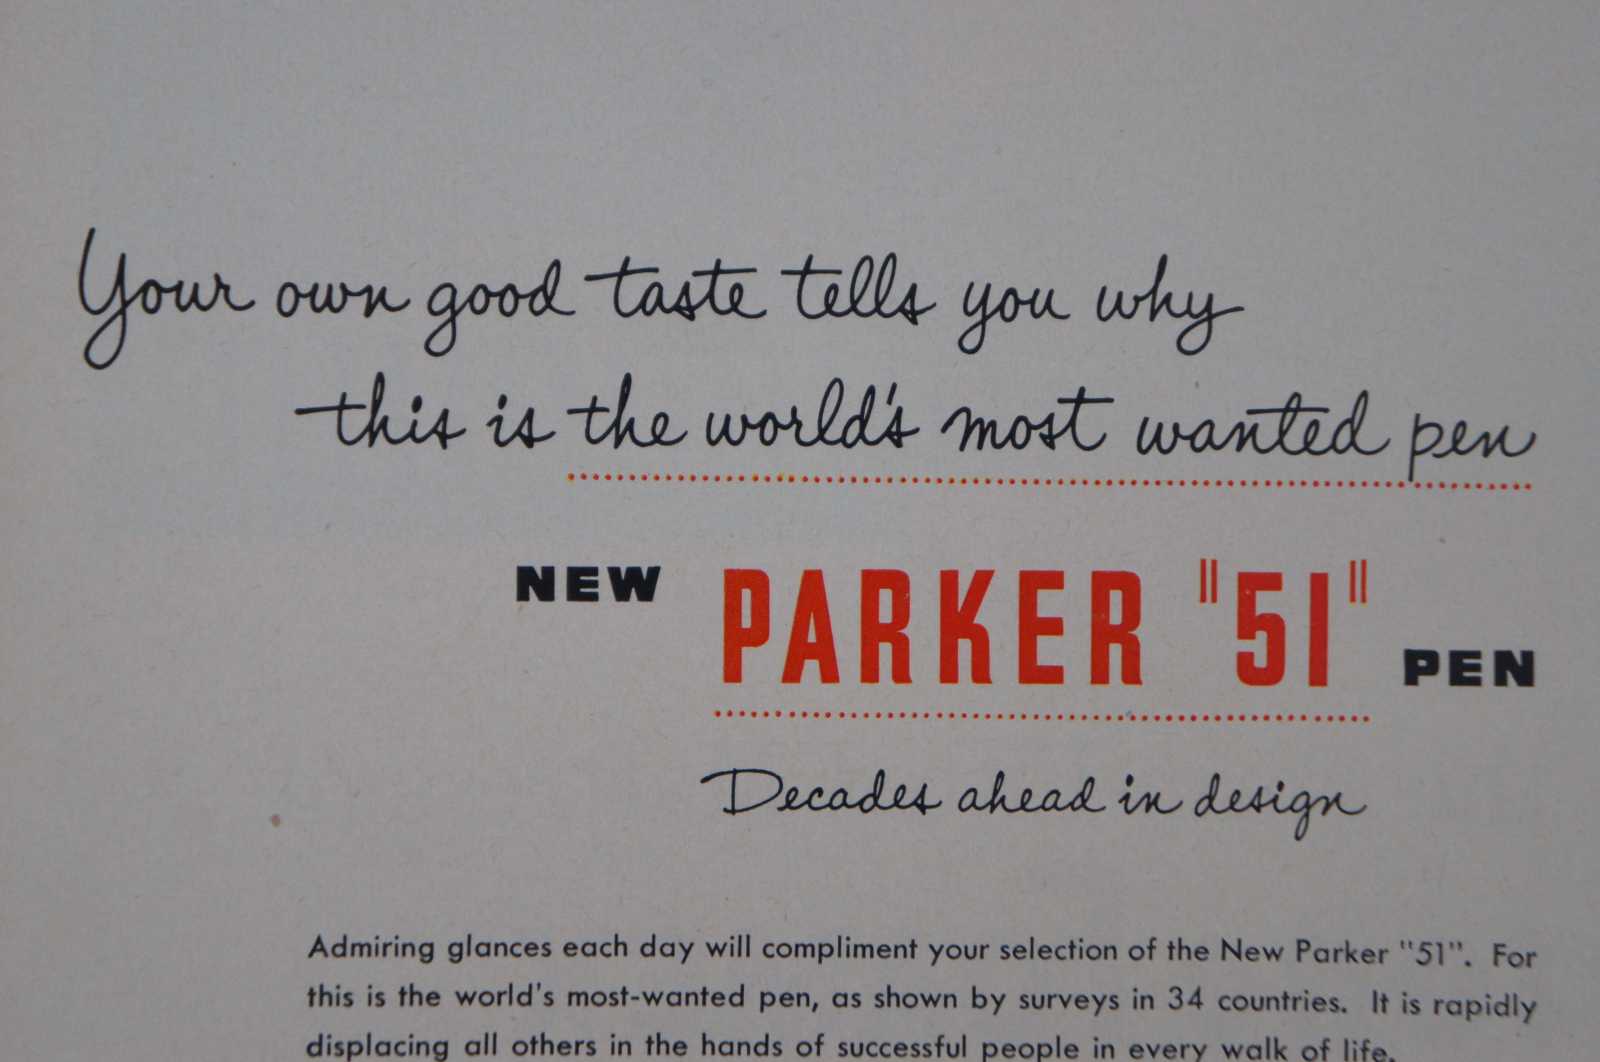 Your own good taste tells you why
this is the world's most wanted pen
NEW PARKER "51" PEN
Decades ahead in design
Admiring glances each day will compliment your selection of the New Parker "51". For
this is the world's most-wanted pen, as shown by surveys in 34 countries. It is rapidly
displacing all others in the hands of successful people in every walk of life.